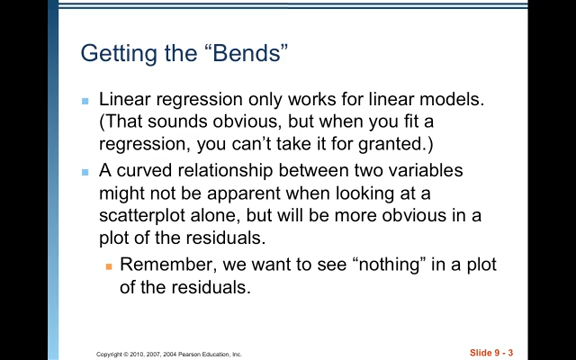 Getting the “Bends”
Linear regression only works for linear models.
(That sounds obvious, but when you fit a
regression, you can’t take it for granted.)
A curved relationship between two variables
might not be apparent when looking at a
scatterplot alone, but will be more obvious in a
plot of the residuals.
Remember, we want to see “nothing” in a plot
of the residuals.
Copyright © 2010, 2007, 2004 Pearson Education, Inc.
Slide 9 - 3